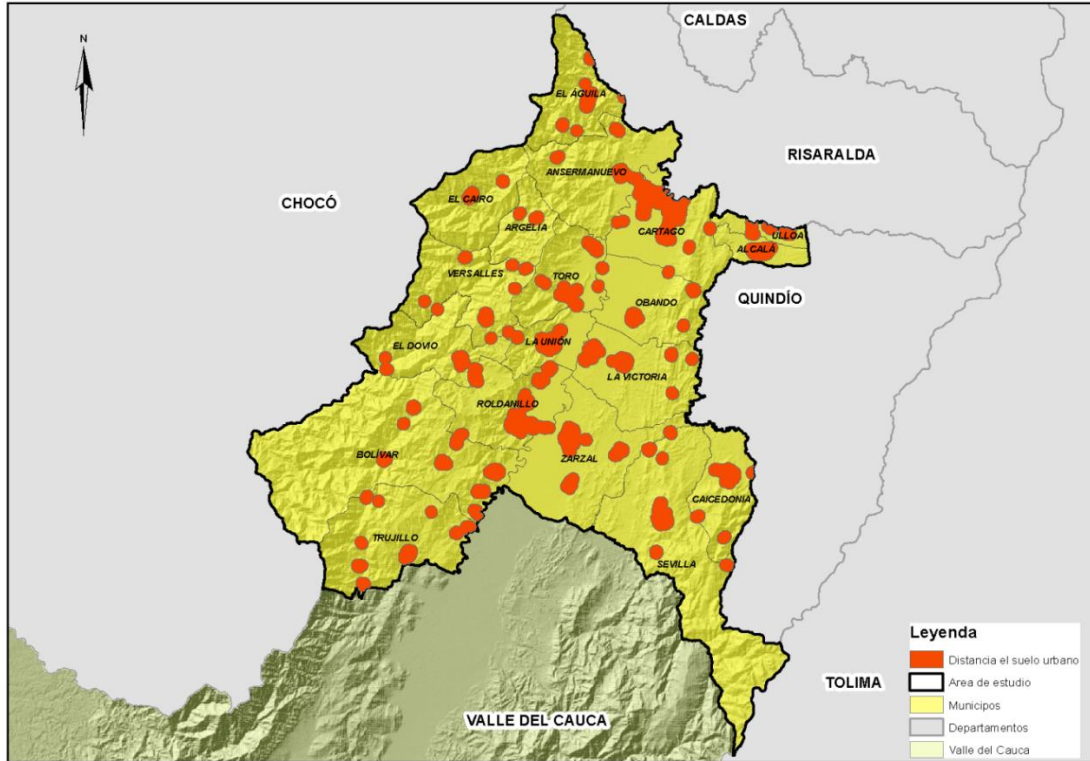 CALDAS
N
EL ÁGUILA
RISARALDA
ANSERMANUEVO
CHOCÓ
EL CAIRO
ARGELIA
CARTAGO
ULLOA
ALCALÁ
VERSALLES
TORO
QUINDÍO
OBANDO
EL DOVIO
LA UNIÓN
LA VICTORIA
ROLDANILLO
BOLÍVAR
ZARZAL
CAICEDONIA
TRUJILLO
SEVILLA
Leyenda
Distancia el suelo urbano
Area de estudio
Municipos
Departamentos
Valle del Cauca
TOLIMA
VALLE DEL CAUCA